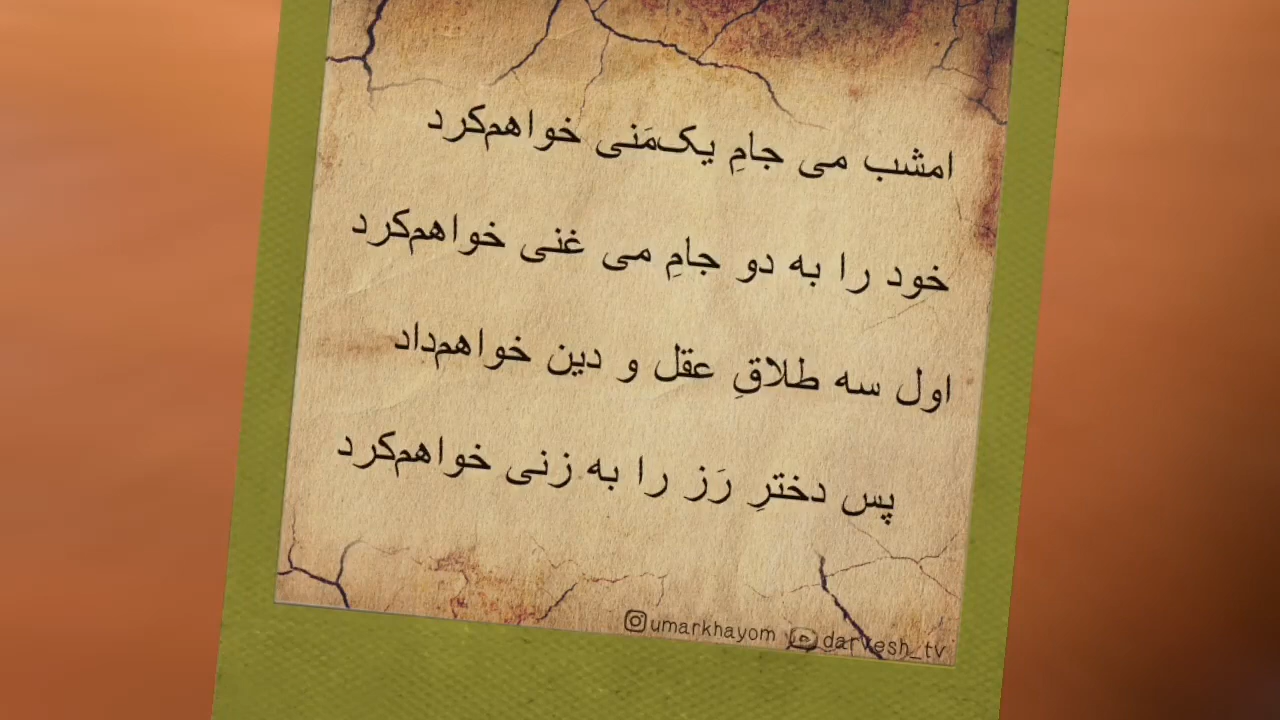 امشب می جامِ یک‌مَنی خواهم‌کرد
خود را به دو جامِ می غنی خواهم‌کرد
اول سه طلاقِ عقل و دین خواهم‌داد
پس دخترِ رَز را به زنی خواهم‌کرد
umarkhayom darvesh_tv